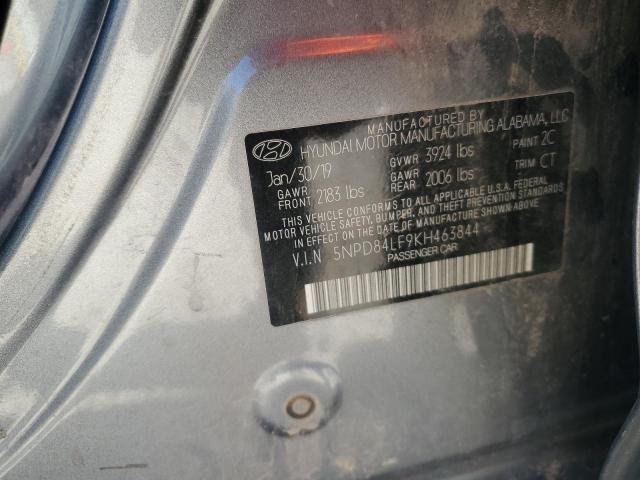 MANUFACTURED BY
HYUNDAI MOTOR MANUFACTURING ALABAMA, LLC
Jan/30/19 GVWR 3924 lbs PAINT 2C
GAWR FRONT 2183 lbs GAWR REAR 2006 lbs TRIM CT
THIS VEHICLE CONFORMS TO ALL APPLICABLE U.S.A. FEDERAL
MOTOR VEHICLE SAFETY, BUMPER, AND THEFT PREVENTION STANDARDS
IN EFFECT ON THE DATE OF MANUFACTURE SHOWN ABOVE.
V.I.N 5NPD84LF9KH463844
PASSENGER CAR